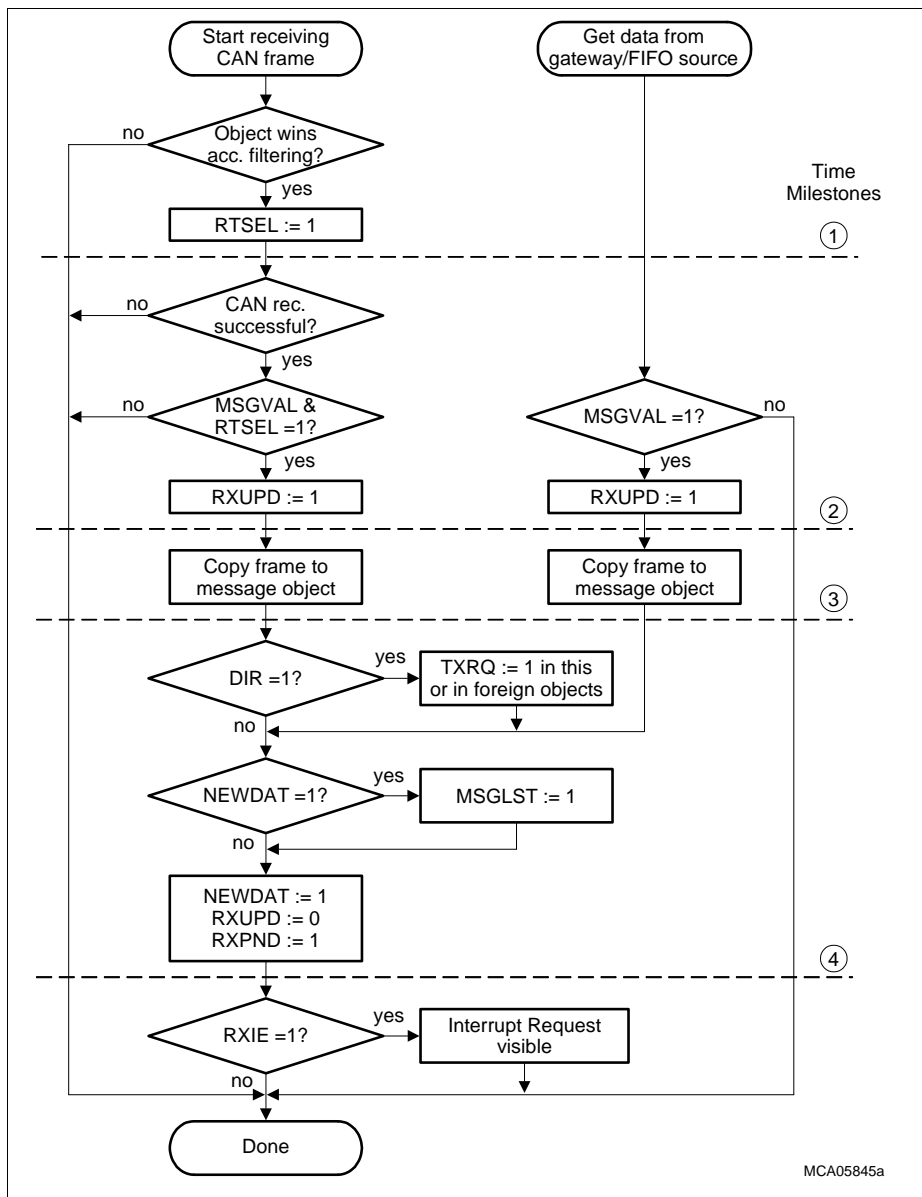 Start receiving
CAN frame
Get data from
gateway/FIFO source
no
Object wins
acc. filtering?
yes
Time
Milestones
RTSEL := 1
1
no
CAN rec.
successful?
yes
no
MSGVAL &
RTSEL =1?
MSGVAL =1?
no
yes
yes
RXUPD := 1
RXUPD := 1
2
Copy frame to
message object
Copy frame to
message object
3
DIR =1?
yes
TXRQ := 1 in this
or in foreign objects
no
NEWDAT =1?
yes
MSGLST := 1
no
NEWDAT := 1
RXUPD := 0
RXPND := 1
4
RXIE =1?
yes
Interrupt Request
visible
no
Done
MCA05845a